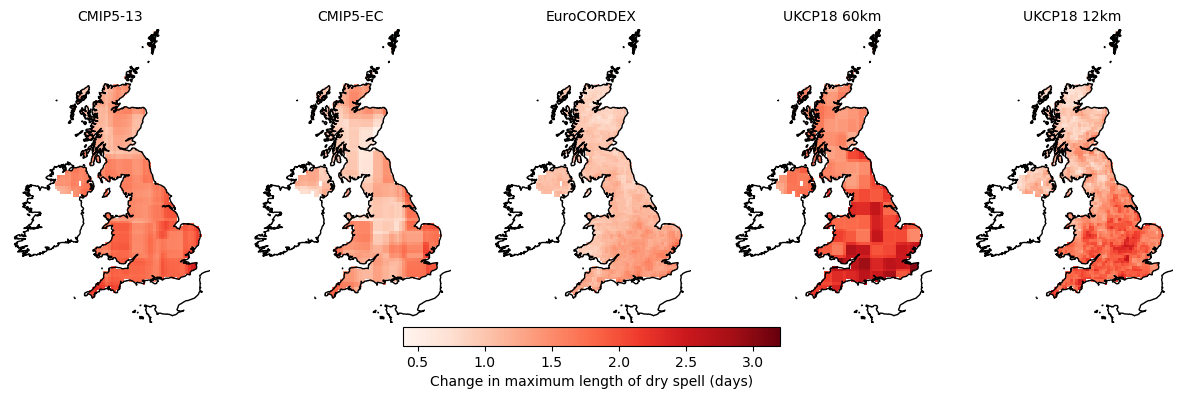 CMIP5-13 CMIP5-EC EuroCORDEX UKCP18 60km UKCP18 12km
0.5 1.0 1.5 2.0 2.5 3.0
Change in maximum length of dry spell (days)